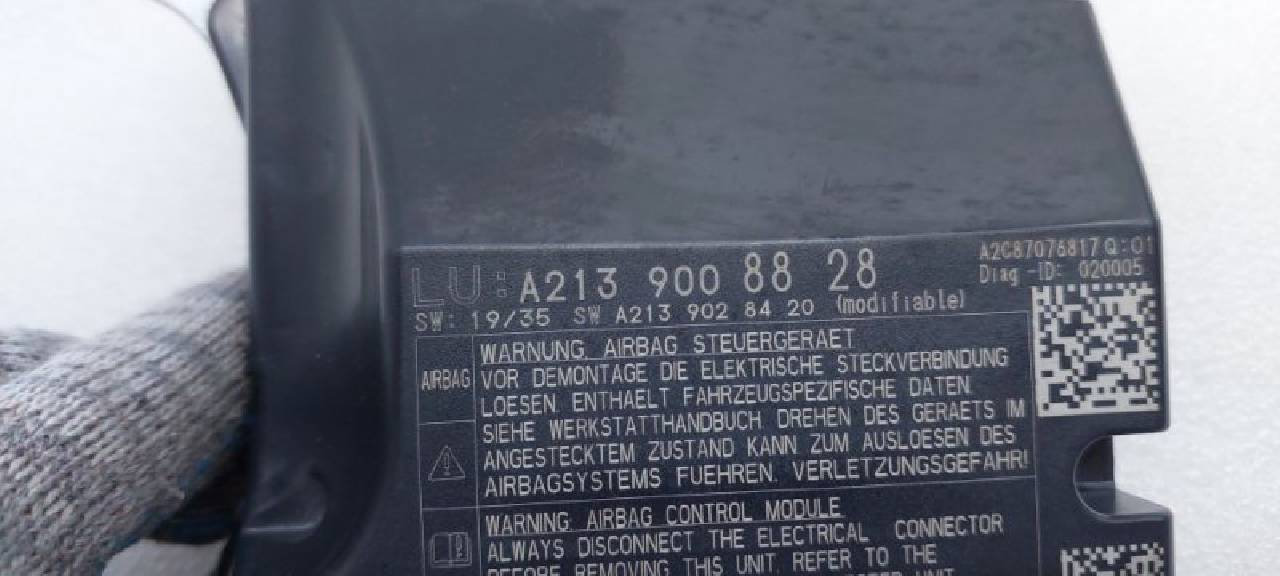 LU: A213 900 88 28
A2C87076817 Q:01
Diag-ID: 020005
SW: 19/35 SW A213 902 84 20 (modifiable)
AIRBAG
WARNUNG, AIRBAG STEUERGERAET
VOR DEMONTAGE DIE ELEKTRISCHE STECKVERBINDUNG
LOESEN. ENTHAELT FAHRZEUGSPEZIFISCHE DATEN.
SIEHE WERKSTATTHANDBUCH. DREHEN DES GERAETS IM
ANGESTECKTEM ZUSTAND KANN ZUM AUSLOESEN DES
AIRBAGSYSTEMS FUEHREN. VERLETZUNGSGEFAHR!
WARNING: AIRBAG CONTROL MODULE
ALWAYS DISCONNECT THE ELECTRICAL CONNECTOR
BEFORE REMOVING THIS UNIT. REFER TO THE